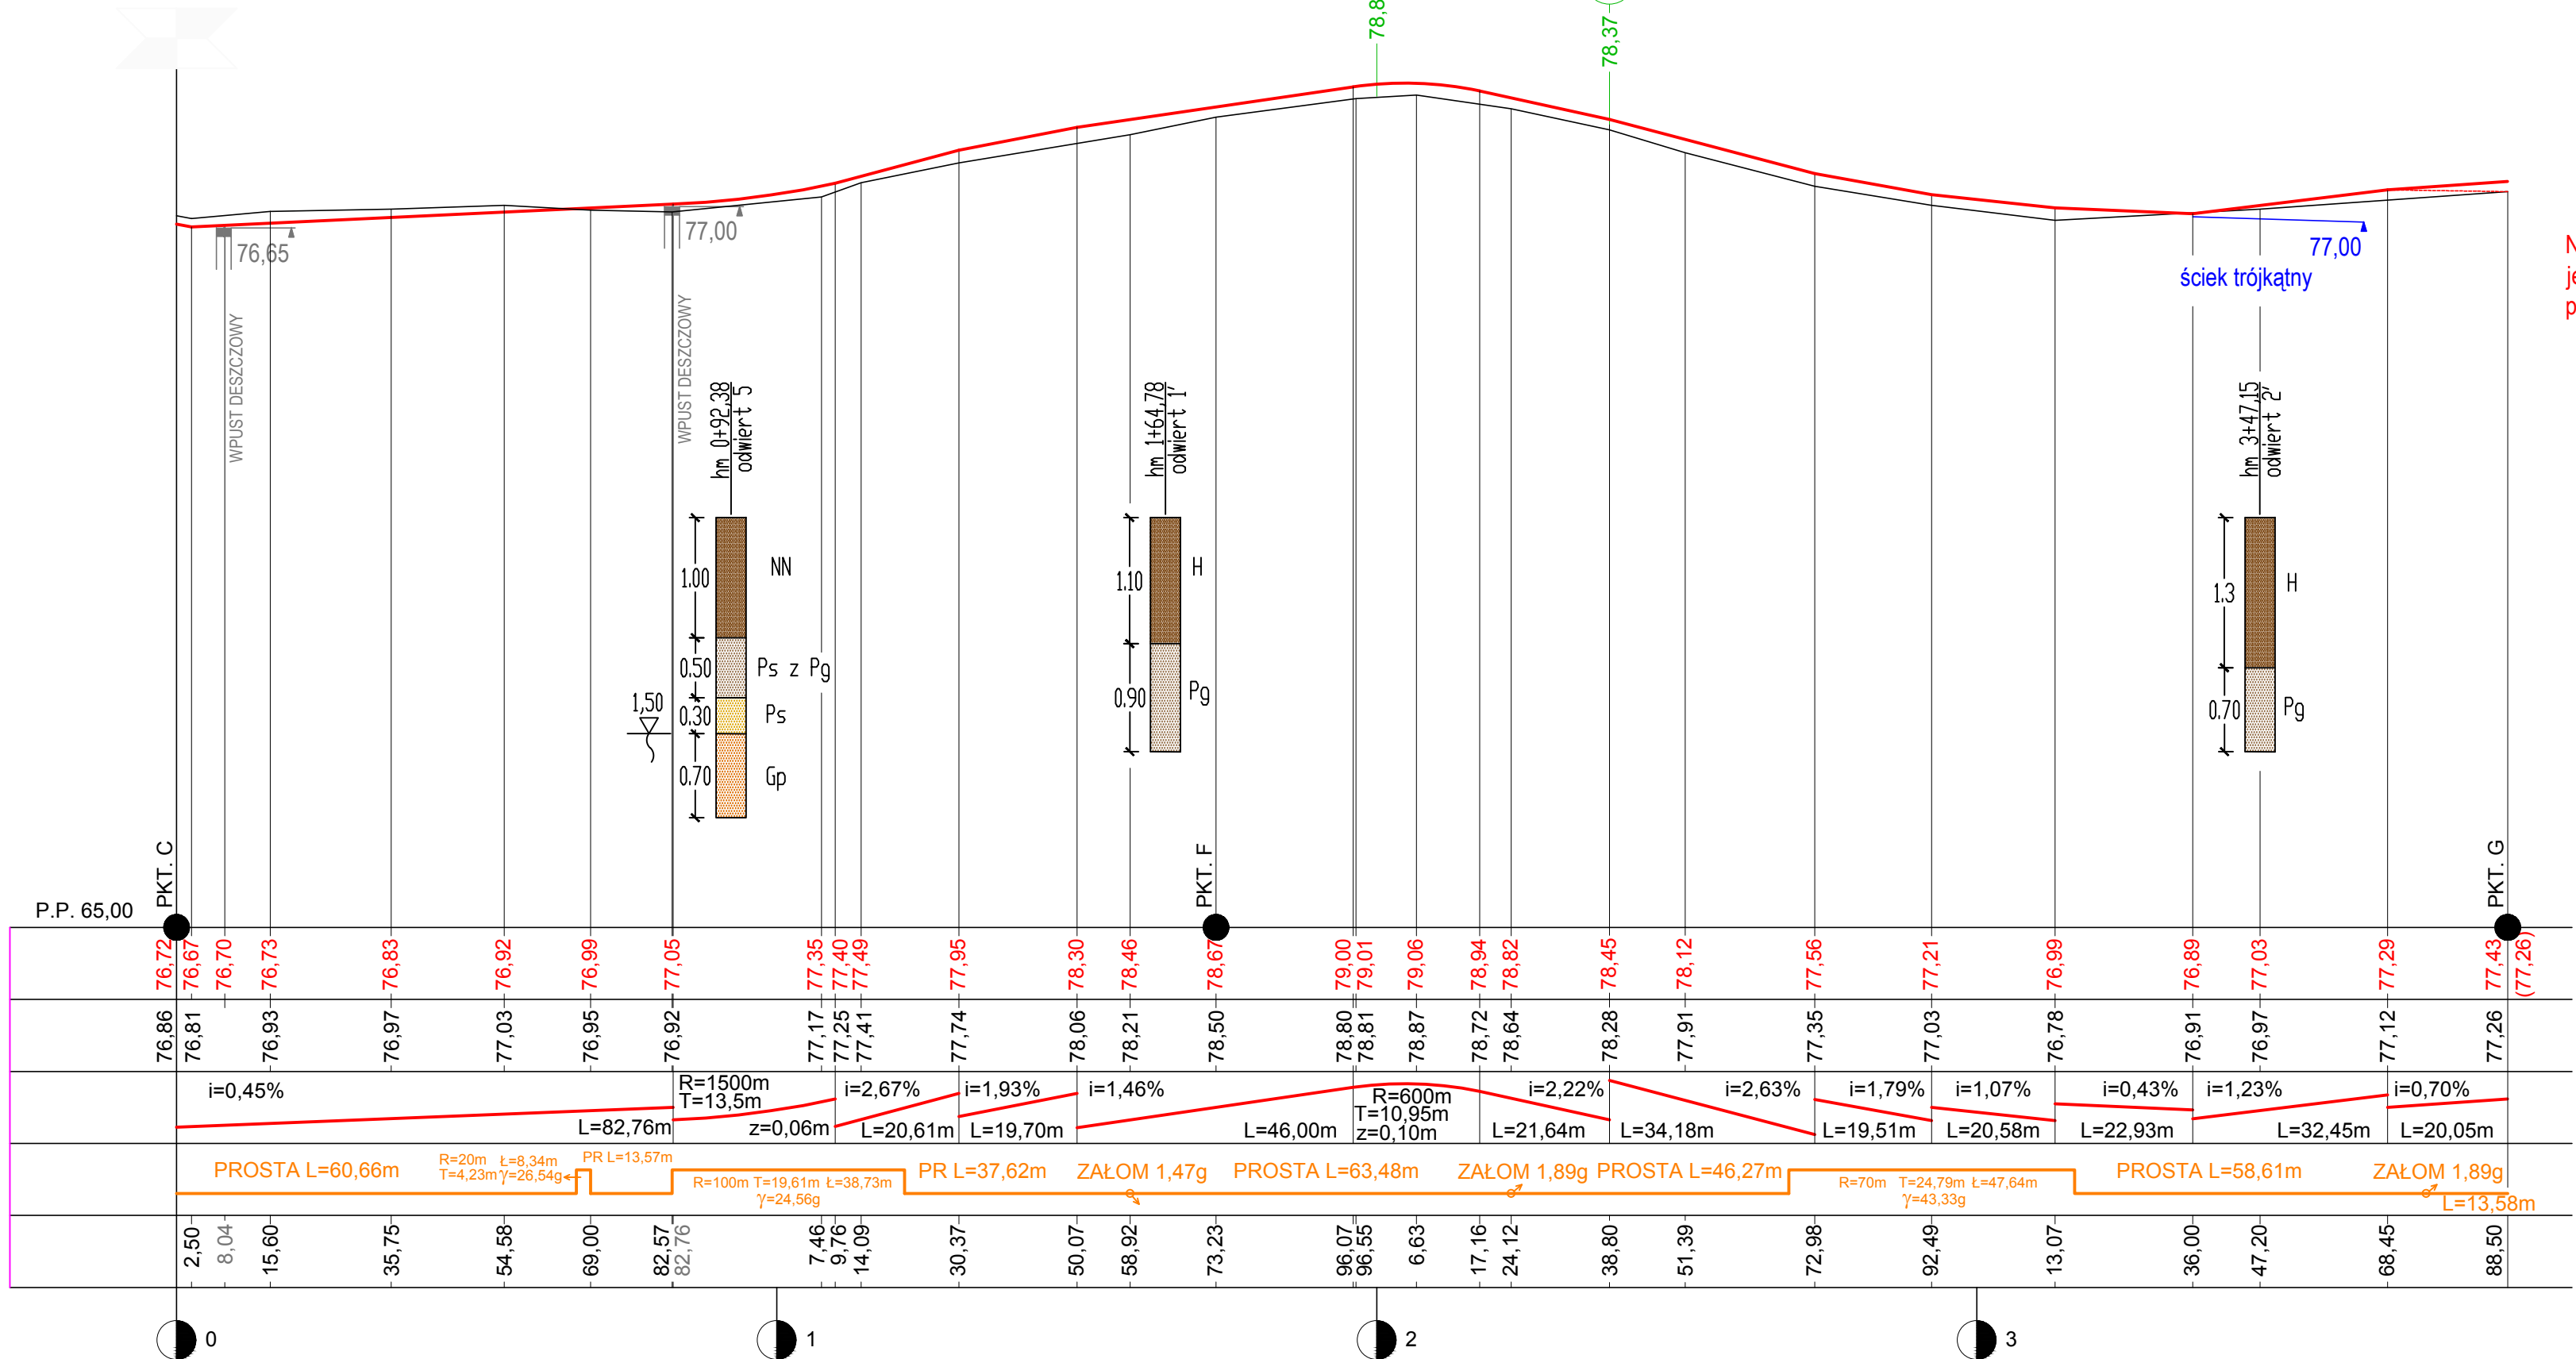 78,8
78,37
76,65
77,00
77,00
ściek trójkątny
N
je
p
WPUST DESZCZOWY
WPUST DESZCZOWY
hm 0+92,38
odwiert 5
hm 1+64,78
odwiert 1'
hm 3+47,15
odwiert 2'
1.00 NN
0.50 Ps z Pg
1,50
0.30 Ps
0.70 Gp
1.10 H
0.90 Pg
1.3 H
0.70 Pg
PKT. C
PKT. F
PKT. G
P.P. 65,00
76,72 76,67 76,70 76,73 76,83 76,92 76,99 77,05 77,35 77,40 77,49 77,95 78,30 78,46 78,67 79,00 79,01 79,06 78,94 78,82 78,45 78,12 77,56 77,21 76,99 76,89 77,03 77,29 77,43 (77,26)
76,86 76,81 76,93 76,97 77,03 76,95 76,92 77,17 77,25 77,41 77,74 78,06 78,21 78,50 78,80 78,81 78,87 78,72 78,64 78,28 77,91 77,35 77,03 76,78 76,91 76,97 77,12 77,26
i=0,45% R=1500m i=2,67% i=1,93% i=1,46% R=600m i=2,22% i=2,63% i=1,79% i=1,07% i=0,43% i=1,23% i=0,70%
T=13,5m T=10,95m
L=82,76m z=0,06m L=20,61m L=19,70m L=46,00m z=0,10m L=21,64m L=34,18m L=19,51m L=20,58m L=22,93m L=32,45m L=20,05m
PROSTA L=60,66m
R=20m Ł=8,34m
T=4,23m γ=26,54g
PR L=13,57m
R=100m T=19,61m Ł=38,73m
γ=24,56g
PR L=37,62m
ZAŁOM 1,47g
PROSTA L=63,48m
ZAŁOM 1,89g
PROSTA L=46,27m
R=70m T=24,79m Ł=47,64m
γ=43,33g
PROSTA L=58,61m
ZAŁOM 1,89g
L=13,58m
2,50 8,04 15,60 35,75 54,58 69,00 82,57 82,76 7,46 9,76 14,09 30,37 50,07 58,92 73,23 96,07 96,55 6,63 17,16 24,12 38,80 51,39 72,98 92,49 13,07 36,00 47,20 68,45 88,50
0 1 2 3